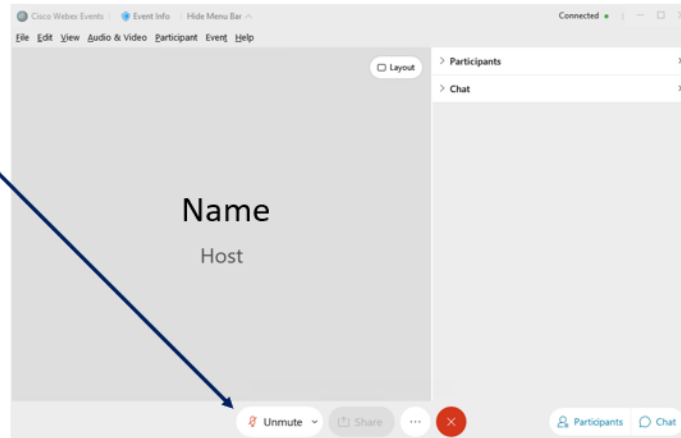 Cisco Webex Events | Event Info | Hide Menu Bar Connected
File Edit View Audio & Video Participant Event Help
Layout
Participants
Chat
Name
Host
Unmute Share ... Participants Chat